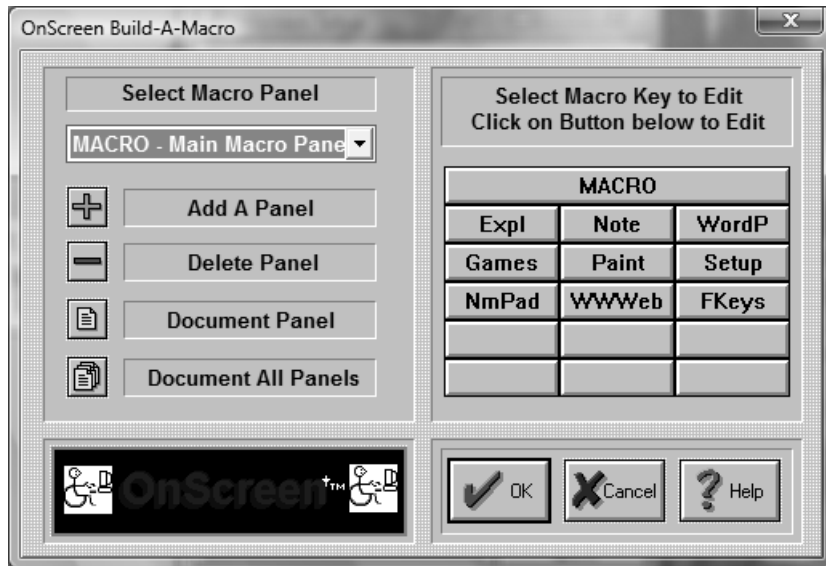 OnScreen Build-A-Macro
Select Macro Panel
MACRO - Main Macro Pane
Add A Panel
Delete Panel
Document Panel
Document All Panels
Select Macro Key to Edit
Click on Button below to Edit
MACRO
Expl Note WordP
Games Paint Setup
NmPad WWWeb FKeys
OnScreen+™
OK Cancel Help